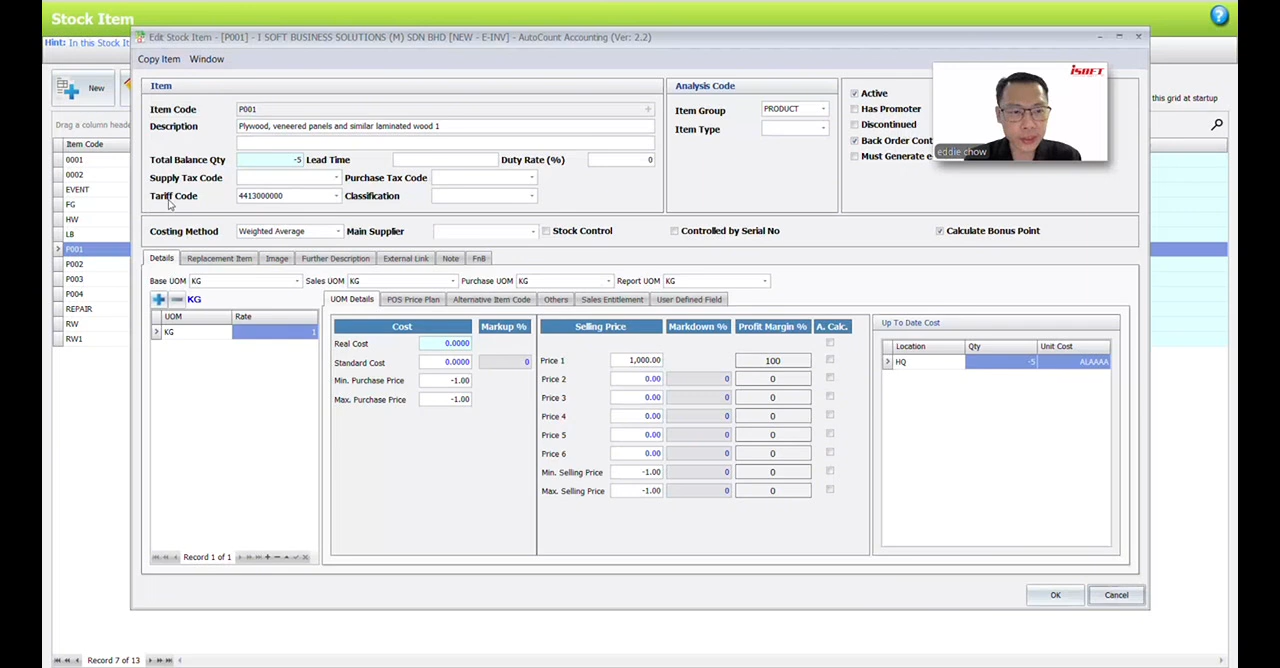 Stock Item
Hint: In this Stock It
New
this grid at startup
Drag a column heade
Item Code
0001
0002
EVENT
FG
HW
LB
P001
P002
P003
P004
REPAIR
RW
RW1
Record 7 of 13
Edit Stock Item - [P001] - I SOFT BUSINESS SOLUTIONS (M) SDN BHD [NEW - E-INV] - AutoCount Accounting (Ver: 2.2)
Copy Item Window
Item
Item Code P001
Description Plywood, veneered panels and similar laminated wood 1
Total Balance Qty -5 Lead Time Duty Rate (%) 0
Supply Tax Code Purchase Tax Code
Tariff Code 4413000000 Classification
Analysis Code
Item Group PRODUCT
Item Type
Active
Has Promoter
Discontinued
Back Order Cont
Must Generate e
isoft
eddie chow
Costing Method Weighted Average Main Supplier Stock Control Controlled by Serial No Calculate Bonus Point
Details Replacement Item Image Further Description External Link Note FnB
Base UOM KG Sales UOM KG Purchase UOM KG Report UOM KG
KG
UOM Rate
KG 1
Record 1 of 1
UOM Details POS Price Plan Alternative Item Code Others Sales Entitlement User Defined Field
Cost Markup %
Real Cost 0.0000
Standard Cost 0.0000 0
Min. Purchase Price -1.00
Max. Purchase Price -1.00
Selling Price Markdown % Profit Margin % A. Calc.
Price 1 1,000.00 100
Price 2 0.00 0 0
Price 3 0.00 0 0
Price 4 0.00 0 0
Price 5 0.00 0 0
Price 6 0.00 0 0
Min. Selling Price -1.00 0 0
Max. Selling Price -1.00 0 0
Up To Date Cost
Location Qty Unit Cost
HQ -5 ALAAAA
OK Cancel